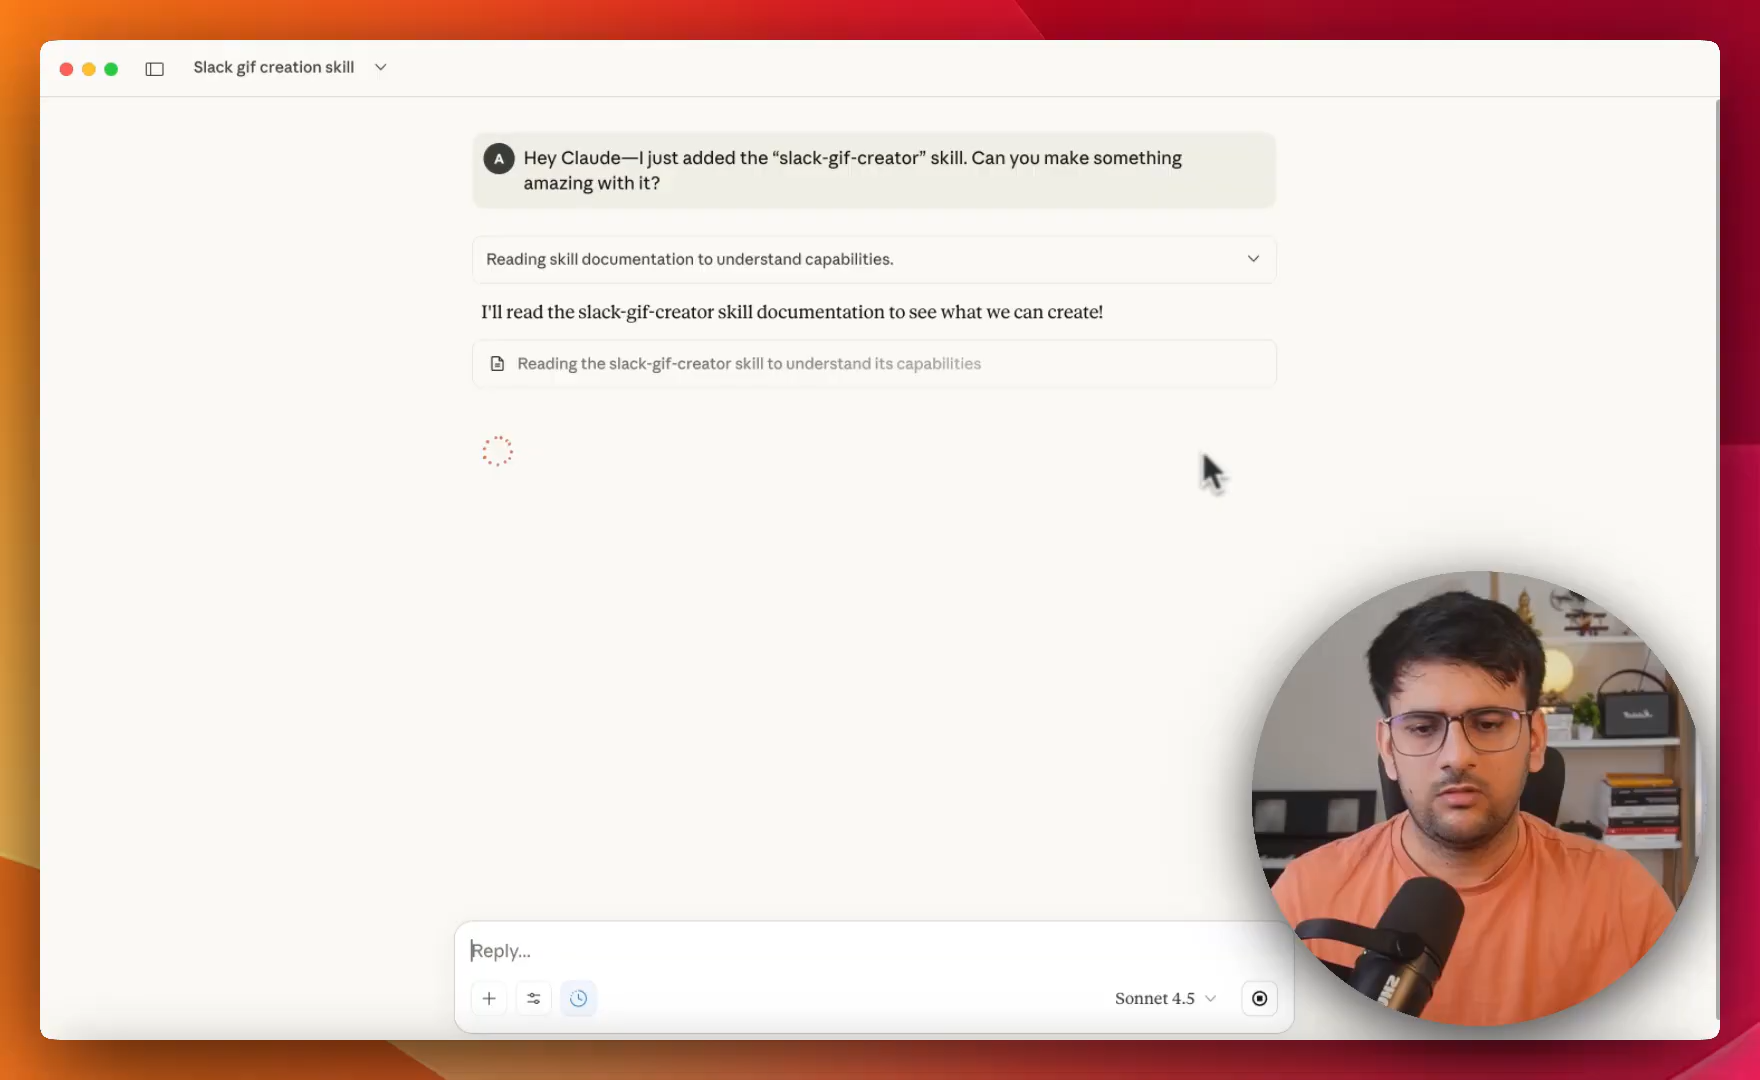 Slack gif creation skill
A
Hey Claude—I just added the “slack-gif-creator” skill. Can you make something
amazing with it?
Reading skill documentation to understand capabilities.
I'll read the slack-gif-creator skill documentation to see what we can create!
Reading the slack-gif-creator skill to understand its capabilities
Reply...
Sonnet 4.5